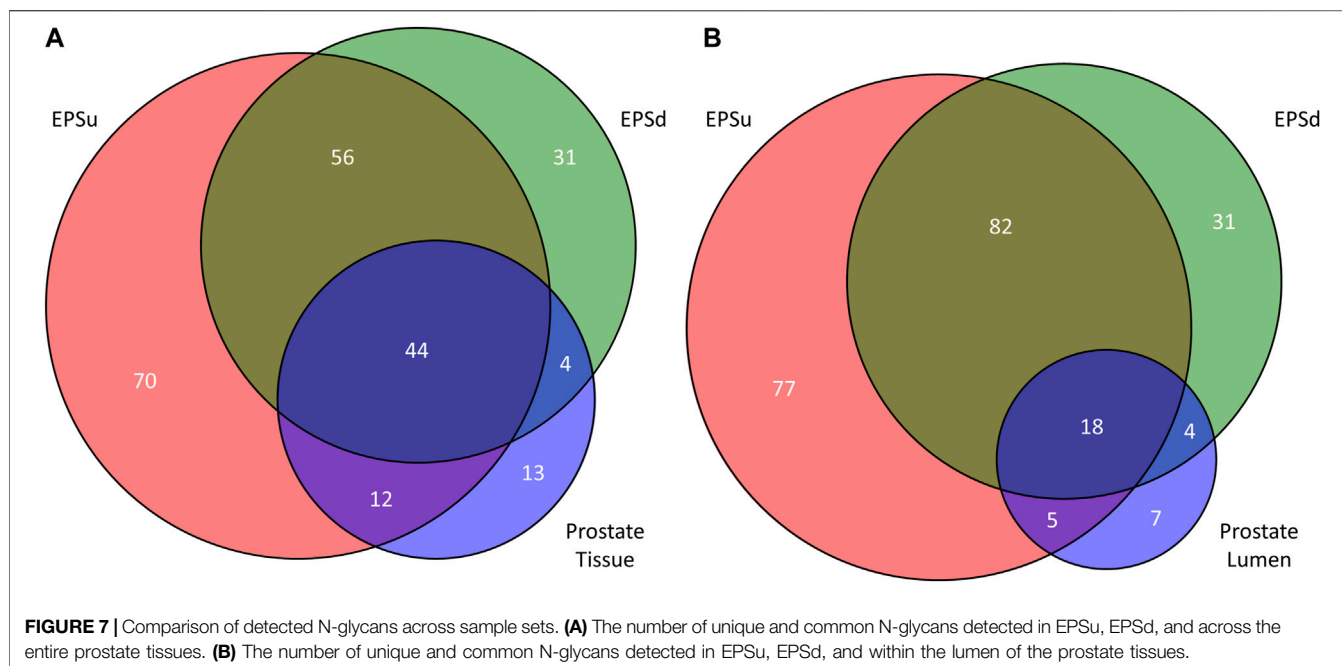 A
EPSu
EPSd
56
31
44
4
70
13
12
Prostate
Tissue
B
EPSu
EPSd
82
31
77
18
4
5
7
Prostate
Lumen
FIGURE 7 | Comparison of detected N-glycans across sample sets. (A) The number of unique and common N-glycans detected in EPSu, EPSd, and across the
entire prostate tissues. (B) The number of unique and common N-glycans detected in EPSu, EPSd, and within the lumen of the prostate tissues.